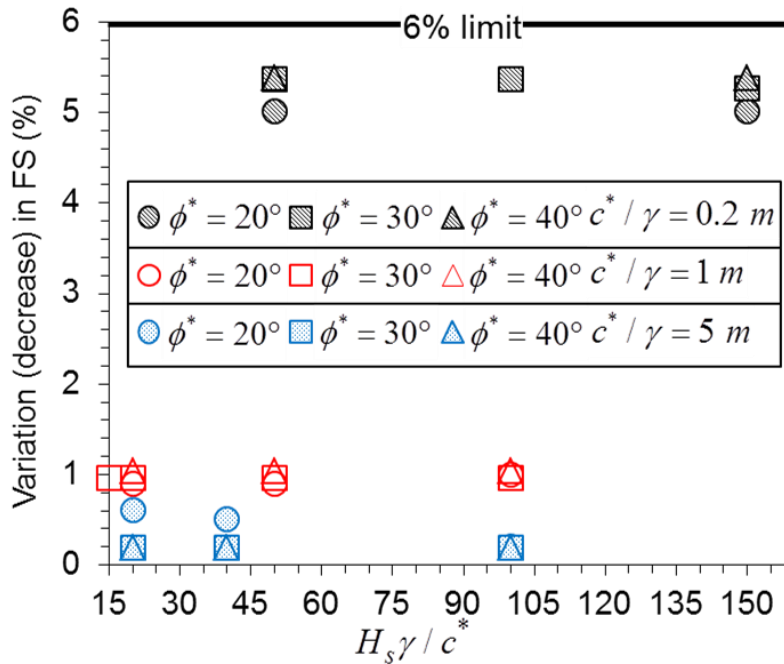 6% limit
Variation (decrease) in FS (%)
6
5
4
3
2
1
0
ϕ* = 20° ϕ* = 30° ϕ* = 40° c* / γ = 0.2 m
ϕ* = 20° ϕ* = 30° ϕ* = 40° c* / γ = 1 m
ϕ* = 20° ϕ* = 30° ϕ* = 40° c* / γ = 5 m
15 30 45 60 75 90 105 120 135 150
H_s γ / c*